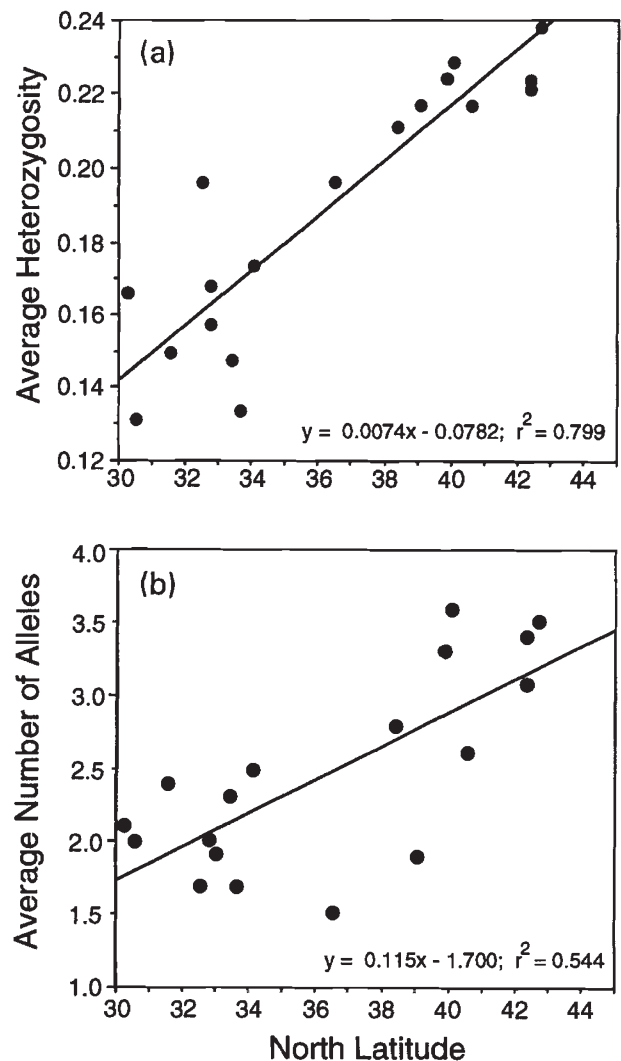 (a)
Average Heterozygosity
0.24
0.22
0.20
0.18
0.16
0.14
0.12
y = 0.0074x - 0.0782; r² = 0.799
30 32 34 36 38 40 42 44
(b)
Average Number of Alleles
4.0
3.5
3.0
2.5
2.0
1.5
1.0
y = 0.115x - 1.700; r² = 0.544
30 32 34 36 38 40 42 44
North Latitude